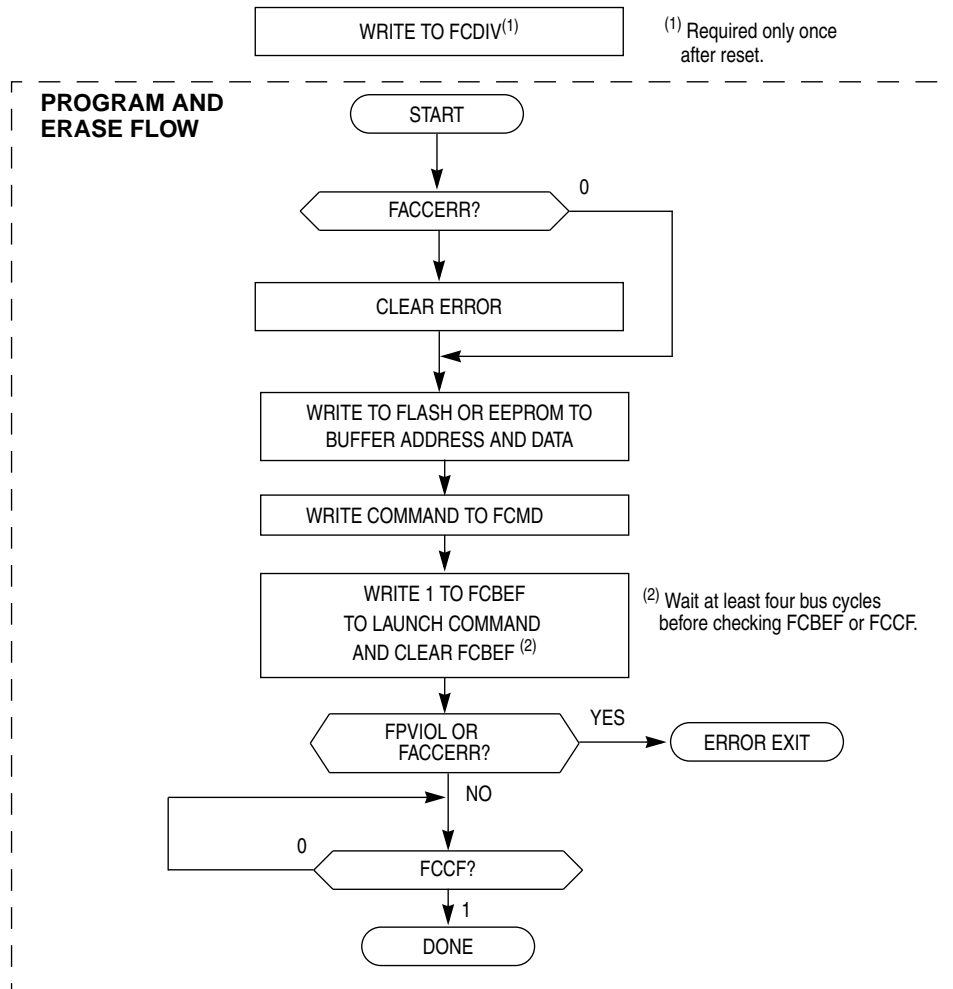 WRITE TO FCDIV(1)
(1) Required only once
after reset.
PROGRAM AND
ERASE FLOW
START
0
FACCERR?
CLEAR ERROR
WRITE TO FLASH OR EEPROM TO
BUFFER ADDRESS AND DATA
WRITE COMMAND TO FCMD
WRITE 1 TO FCBEF
TO LAUNCH COMMAND
AND CLEAR FCBEF (2)
(2) Wait at least four bus cycles
before checking FCBEF or FCCF.
FPVIOL OR
FACCERR?
YES
ERROR EXIT
NO
0
FCCF?
1
DONE